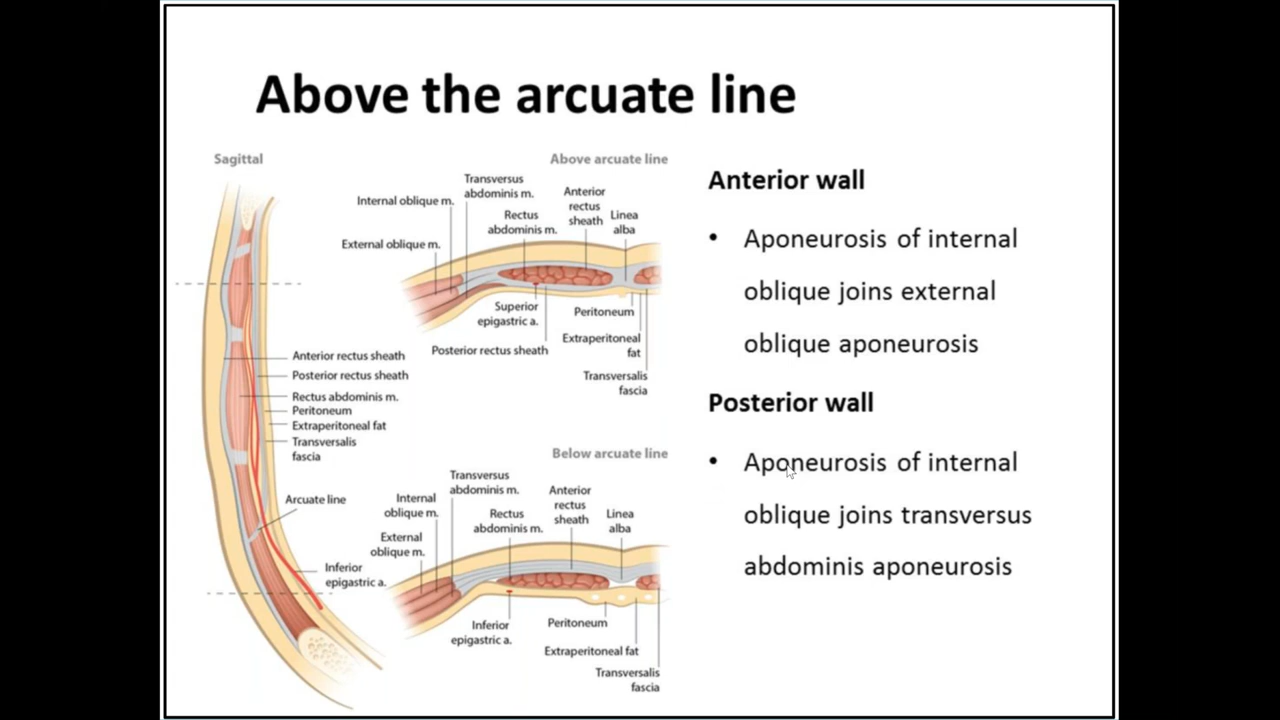 Above the arcuate line
Sagittal
Anterior rectus sheath
Posterior rectus sheath
Rectus abdominis m.
Peritoneum
Extraperitoneal fat
Transversalis
fascia
Arcuate line
Inferior
epigastric a.
Above arcuate line
Transversus
abdominis m.
Internal oblique m.
External oblique m.
Rectus
abdominis m.
Anterior
rectus
sheath
Linea
alba
Superior
epigastric a.
Posterior rectus sheath
Peritoneum
Extraperitoneal
fat
Transversalis
fascia
Below arcuate line
Transversus
abdominis m.
Internal
oblique m.
External
oblique m.
Rectus
abdominis m.
Anterior
rectus
sheath
Linea
alba
Inferior
epigastric a.
Peritoneum
Extraperitoneal fat
Transversalis
fascia
Anterior wall
• Aponeurosis of internal
oblique joins external
oblique aponeurosis
Posterior wall
• Aponeurosis of internal
oblique joins transversus
abdominis aponeurosis